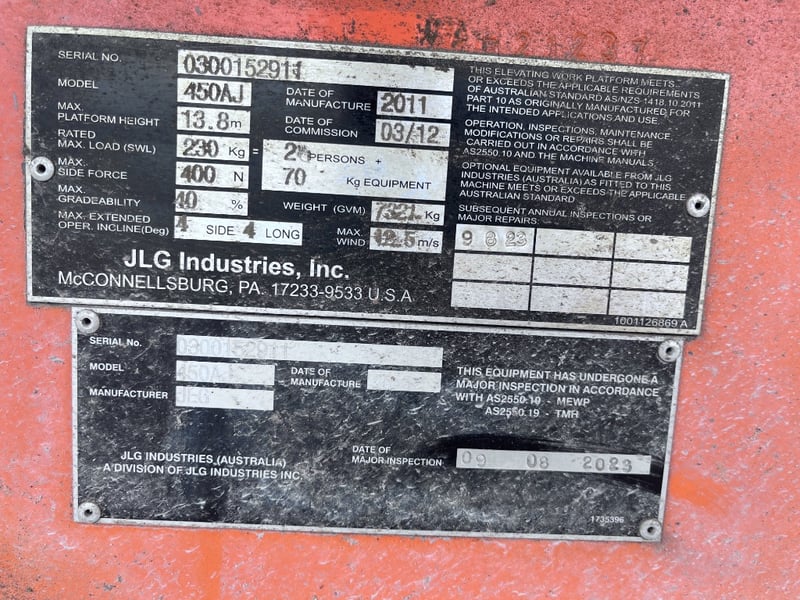 SERIAL NO. 0300152911
MODEL 450AJ
DATE OF MANUFACTURE 2011
MAX. PLATFORM HEIGHT 13.8m
DATE OF COMMISSION 03/12
RATED MAX. LOAD (SWL) 230 Kg = 2 PERSONS +
70 Kg EQUIPMENT
MAX. SIDE FORCE 400 N
MAX. GRADEABILITY 40 %
WEIGHT (GVM) Kg
MAX. EXTENDED OPER. INCLINE(Deg) 4 SIDE 4 LONG
MAX. WIND 12.5 m/s
JLG Industries, Inc.
McCONNELLSBURG, PA. 17233-9533 U.S.A
THIS ELEVATING WORK PLATFORM MEETS
OR EXCEEDS THE APPLICABLE REQUIREMENTS
OF AUSTRALIAN STANDARD AS/NZS-1418.10.2011
PART 10 AS ORIGINALLY MANUFACTURED FOR
THE INTENDED APPLICATIONS AND USE.
OPERATION, INSPECTIONS, MAINTENANCE
MODIFICATIONS OR REPAIRS SHALL BE
CARRIED OUT IN ACCORDANCE WITH
AS2550.10 AND THE MACHINE MANUALS.
OPTIONAL EQUIPMENT AVAILABLE FROM JLG
INDUSTRIES (AUSTRALIA) AS FITTED TO THIS
MACHINE MEETS OR EXCEEDS THE APPLICABLE
AUSTRALIAN STANDARD
SUBSEQUENT ANNUAL INSPECTIONS OR
MAJOR REPAIRS:
9 8 23
1001126869 A
SERIAL No. 0300152911
MODEL 450AJ
DATE OF MANUFACTURE
MANUFACTURER JLG
THIS EQUIPMENT HAS UNDERGONE A
MAJOR INSPECTION IN ACCORDANCE
WITH AS2550.10 - MEWP
AS2550.19 - TMH
JLG INDUSTRIES (AUSTRALIA)
A DIVISION OF JLG INDUSTRIES INC.
DATE OF MAJOR INSPECTION 09 08 2023
1735396